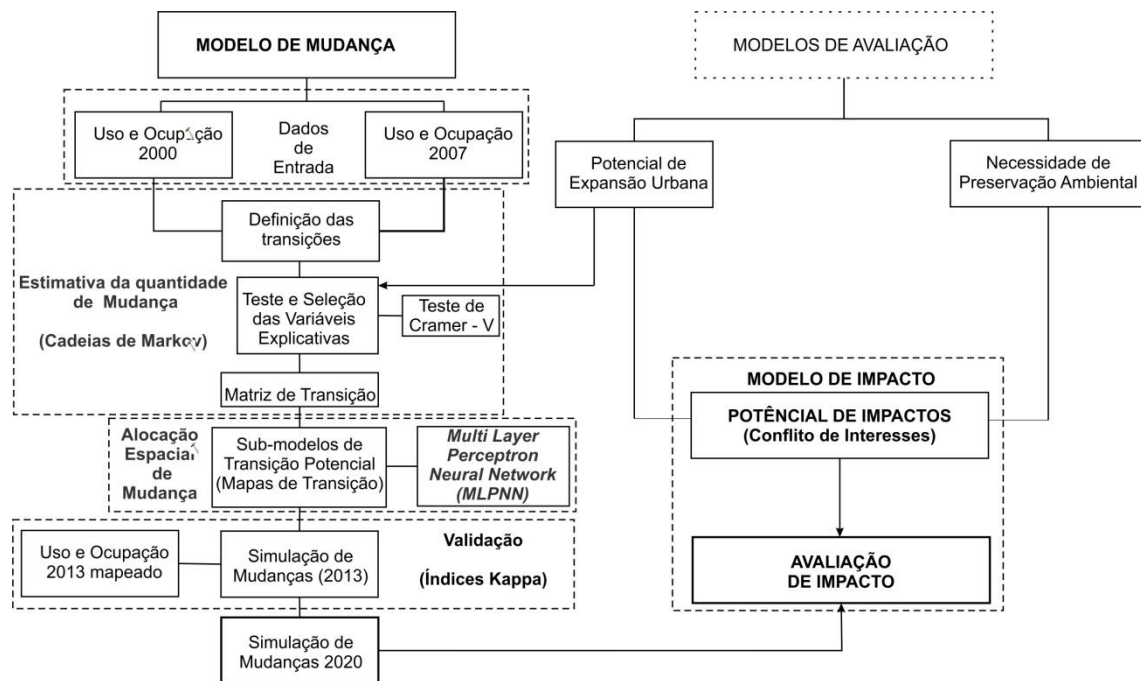 MODELO DE MUDANÇA
MODELOS DE AVALIAÇÃO
Uso e Ocupação
2000
Dados
de
Entrada
Uso e Ocupação
2007
Potencial de
Expansão Urbana
Necessidade de
Preservação Ambiental
Definição das
transições
Estimativa da quantidade
de Mudança
(Cadeias de Markov)
Teste e Seleção
das Variáveis
Explicativas
Teste de
Cramer - V
Matriz de Transição
MODELO DE IMPACTO
POTÊNCIAL DE IMPACTOS
(Conflito de Interesses)
Alocação
Espacial
de
Mudança
Sub-modelos de
Transição Potencial
(Mapas de Transição)
Multi Layer
Perceptron
Neural Network
(MLPNN)
Uso e Ocupação
2013 mapeado
Simulação de
Mudanças (2013)
Validação
(Índices Kappa)
AVALIAÇÃO
DE IMPACTO
Simulação de
Mudanças 2020